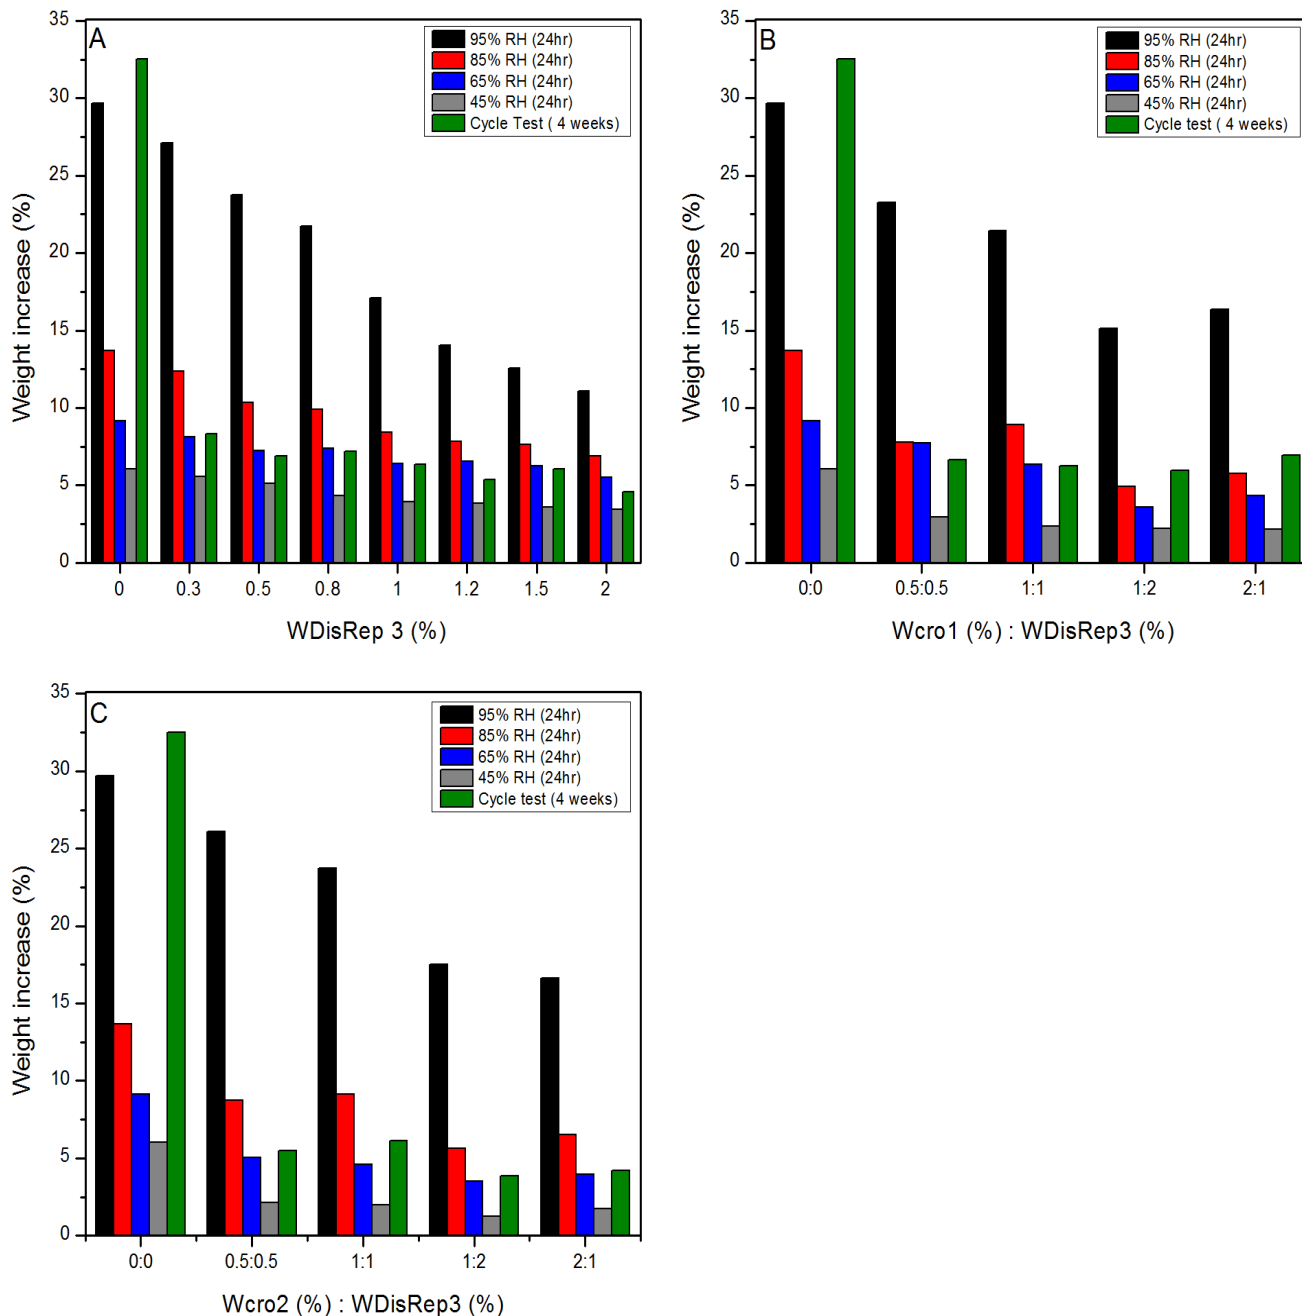 A
95% RH (24hr)
85% RH (24hr)
65% RH (24hr)
45% RH (24hr)
Cycle Test ( 4 weeks)
35
30
25
20
15
10
5
0
Weight increase (%)
0 0.3 0.5 0.8 1 1.2 1.5 2
WDisRep 3 (%)
B
95% RH (24hr)
85% RH (24hr)
65% RH (24hr)
45% RH (24hr)
Cycle test ( 4 weeks)
35
30
25
20
15
10
5
0
Weight increase (%)
0:0 0.5:0.5 1:1 1:2 2:1
Wcro1 (%) : WDisRep3 (%)
C
95% RH (24hr)
85% RH (24hr)
65% RH (24hr)
45% RH (24hr)
Cycle test (4 weeks)
35
30
25
20
15
10
5
0
Weight increase (%)
0:0 0.5:0.5 1:1 1:2 2:1
Wcro2 (%) : WDisRep3 (%)